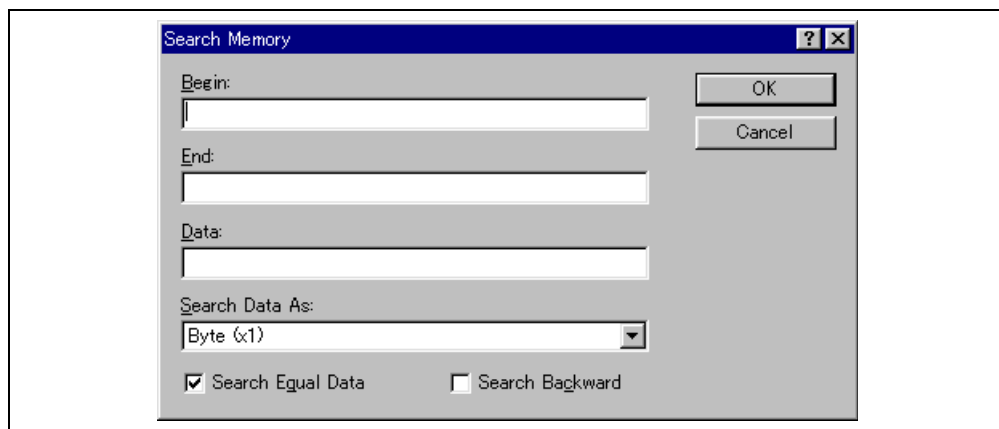 Search Memory
Begin:
OK
Cancel
End:
Data:
Search Data As:
Byte (x1)
Search Equal Data Search Backward